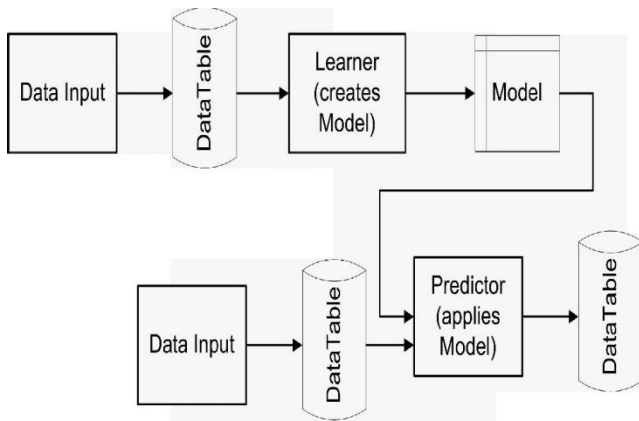 Data Input
DataTable
Learner
(creates
Model)
Model
Data Input
DataTable
Predictor
(applies
Model)
DataTable